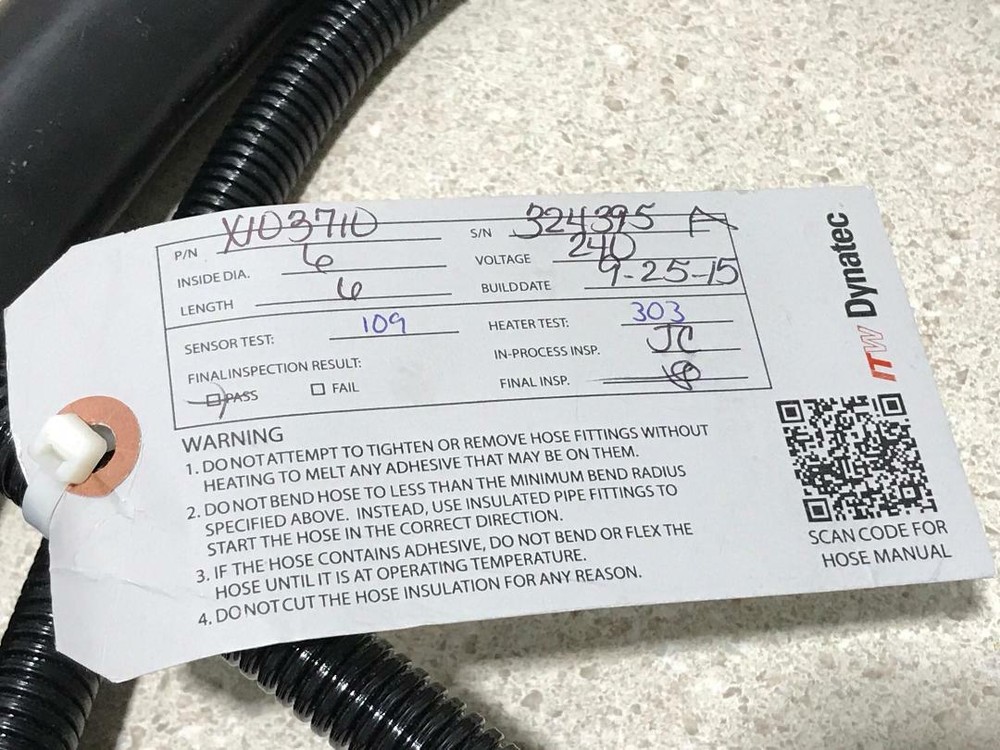 P/N X103710 S/N 324395 A
INSIDE DIA. 6 VOLTAGE 240
LENGTH 6 BUILDDATE 9-25-15
SENSOR TEST: 109 HEATER TEST: 303
FINAL INSPECTION RESULT: IN-PROCESS INSP. JC
PASS FAIL FINAL INSP.
WARNING
1. DO NOT ATTEMPT TO TIGHTEN OR REMOVE HOSE FITTINGS WITHOUT
HEATING TO MELT ANY ADHESIVE THAT MAY BE ON THEM.
2. DO NOT BEND HOSE TO LESS THAN THE MINIMUM BEND RADIUS
SPECIFIED ABOVE. INSTEAD, USE INSULATED PIPE FITTINGS TO
START THE HOSE IN THE CORRECT DIRECTION.
3. IF THE HOSE CONTAINS ADHESIVE, DO NOT BEND OR FLEX THE
HOSE UNTIL IT IS AT OPERATING TEMPERATURE.
4. DO NOT CUT THE HOSE INSULATION FOR ANY REASON.
ITW Dynatec
SCAN CODE FOR
HOSE MANUAL